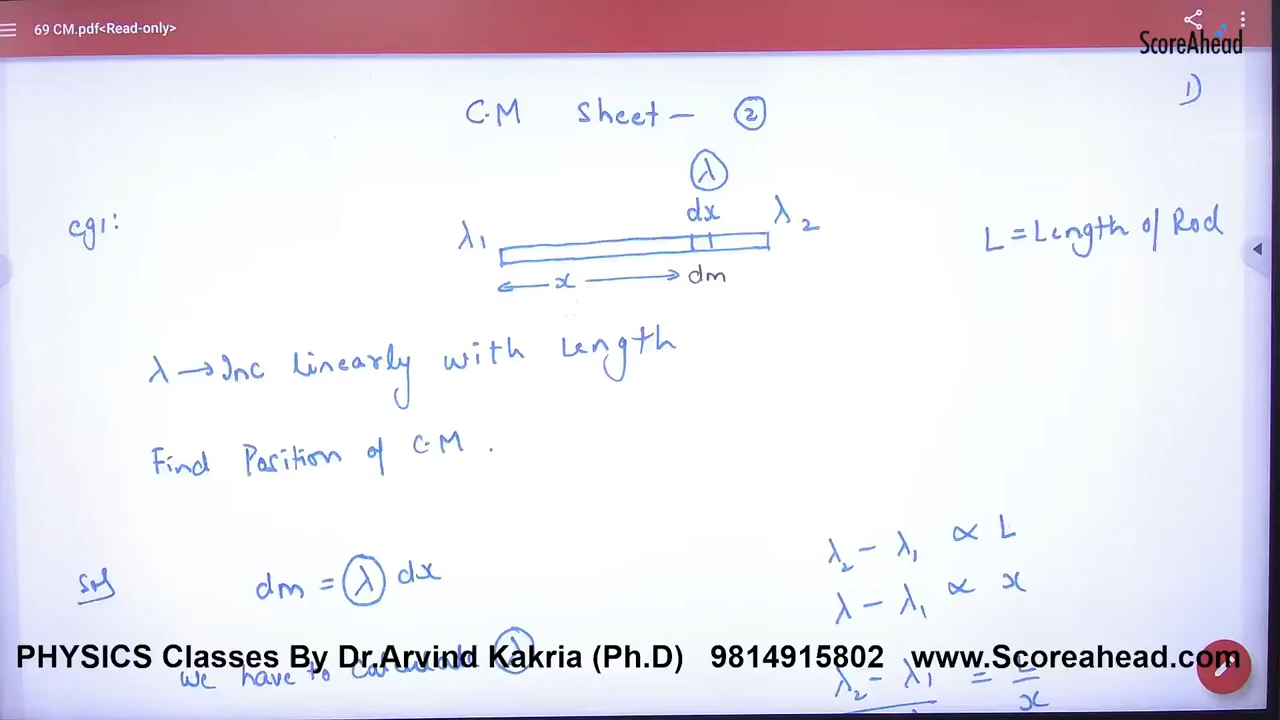 69 CM.pdf<Read-only>
ScoreAhead
1)
C.M Sheet - ②
λ
dx
eg1:
λ₁
λ₂
L = Length of Rod
x
dm
λ → Inc linearly with Length
Find Position of C.M.
Sol
dm = λ dx
λ₂ - λ₁ ∝ L
λ - λ₁ ∝ x
PHYSICS Classes By Dr.Arvind Kakria (Ph.D) 9814915802 www.Scoreahead.com
we have to calculate λ
λ₂ - λ₁ = L/x